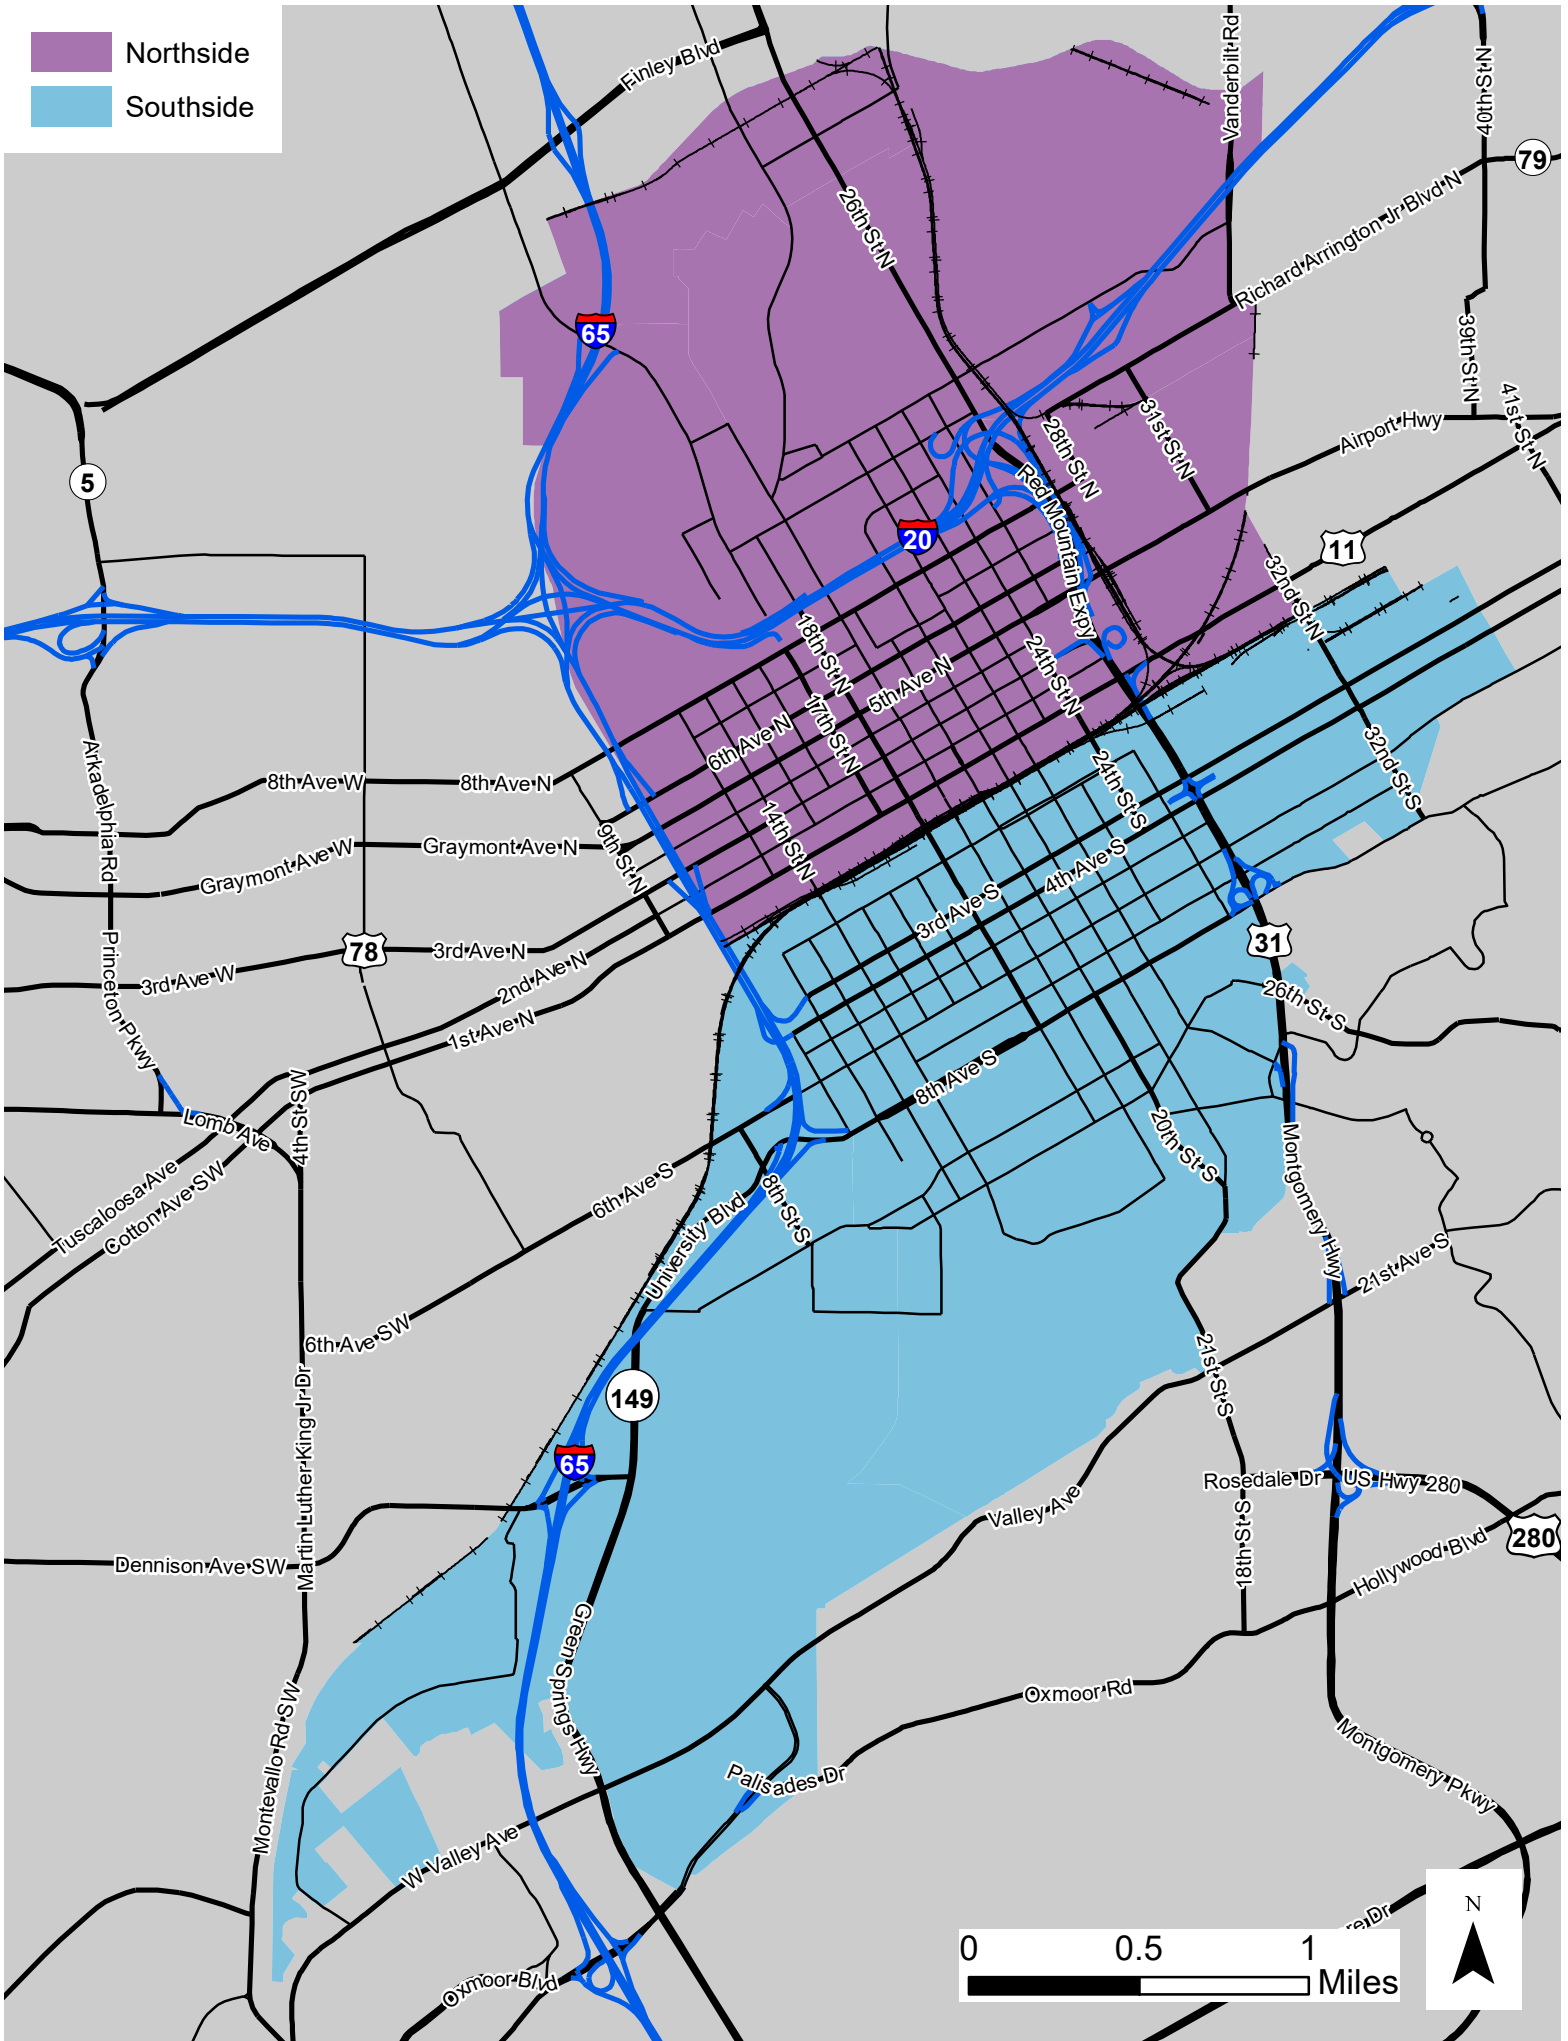 Northside
Southside
Finley Blvd
Vanderbilt Rd
40th St N
79
26th St N
Richard Arrington Jr Blvd N
65
39th St N
41st St N
Airport Hwy
31st St N
28th St N
5
Red Mountain Expy
20
11
32nd St N
18th St N
24th St N
5th Ave N
17th St N
6th Ave N
32nd St S
24th St S
Arkadelphia Rd
8th Ave W
8th Ave N
14th St N
9th St N
Graymont Ave W
Graymont Ave N
4th Ave S
3rd Ave S
31
78
3rd Ave N
3rd Ave W
2nd Ave N
1st Ave N
Princeton Pkwy
26th St S
8th Ave S
4th St SW
Lomb Ave
20th St S
Montgomery Hwy
Tuscaloosa Ave
Cotton Ave SW
6th Ave S
8th St S
University Blvd
21st Ave S
6th Ave SW
21st St S
149
Martin Luther King Jr Dr
65
Rosedale Dr
US Hwy 280
18th St S
Valley Ave
280
Hollywood Blvd
Dennison Ave SW
Green Springs Hwy
Oxmoor Rd
Montevallo Rd SW
Palisades Dr
Montgomery Pkwy
W Valley Ave
re Dr
N
0 0.5 1
Miles
Oxmoor Blvd